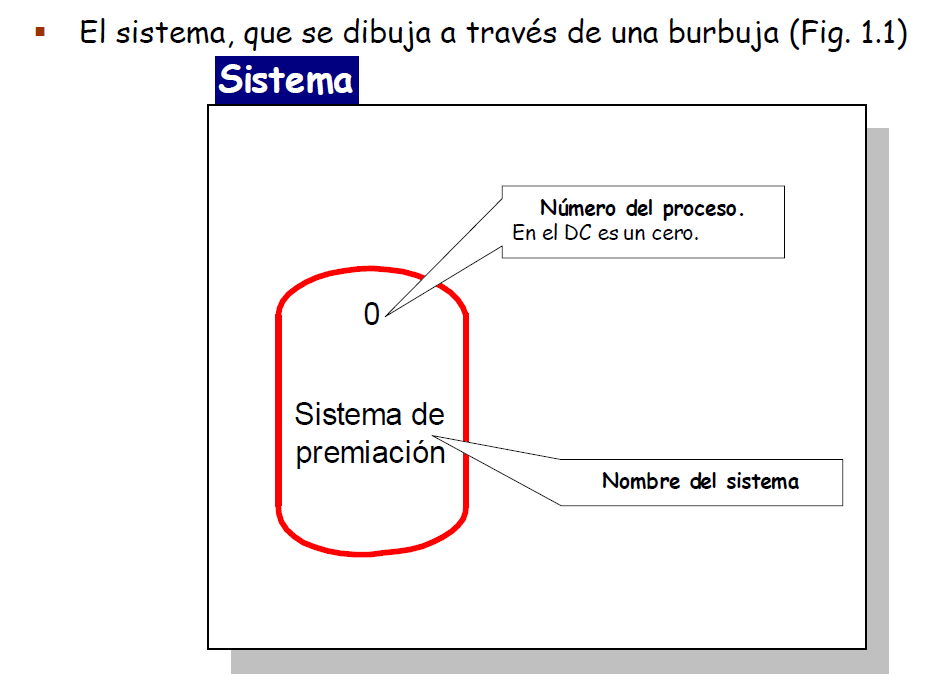 ▪ El sistema, que se dibuja a través de una burbuja (Fig. 1.1)
Sistema
Número del proceso.
En el DC es un cero.
0
Sistema de
premiación
Nombre del sistema